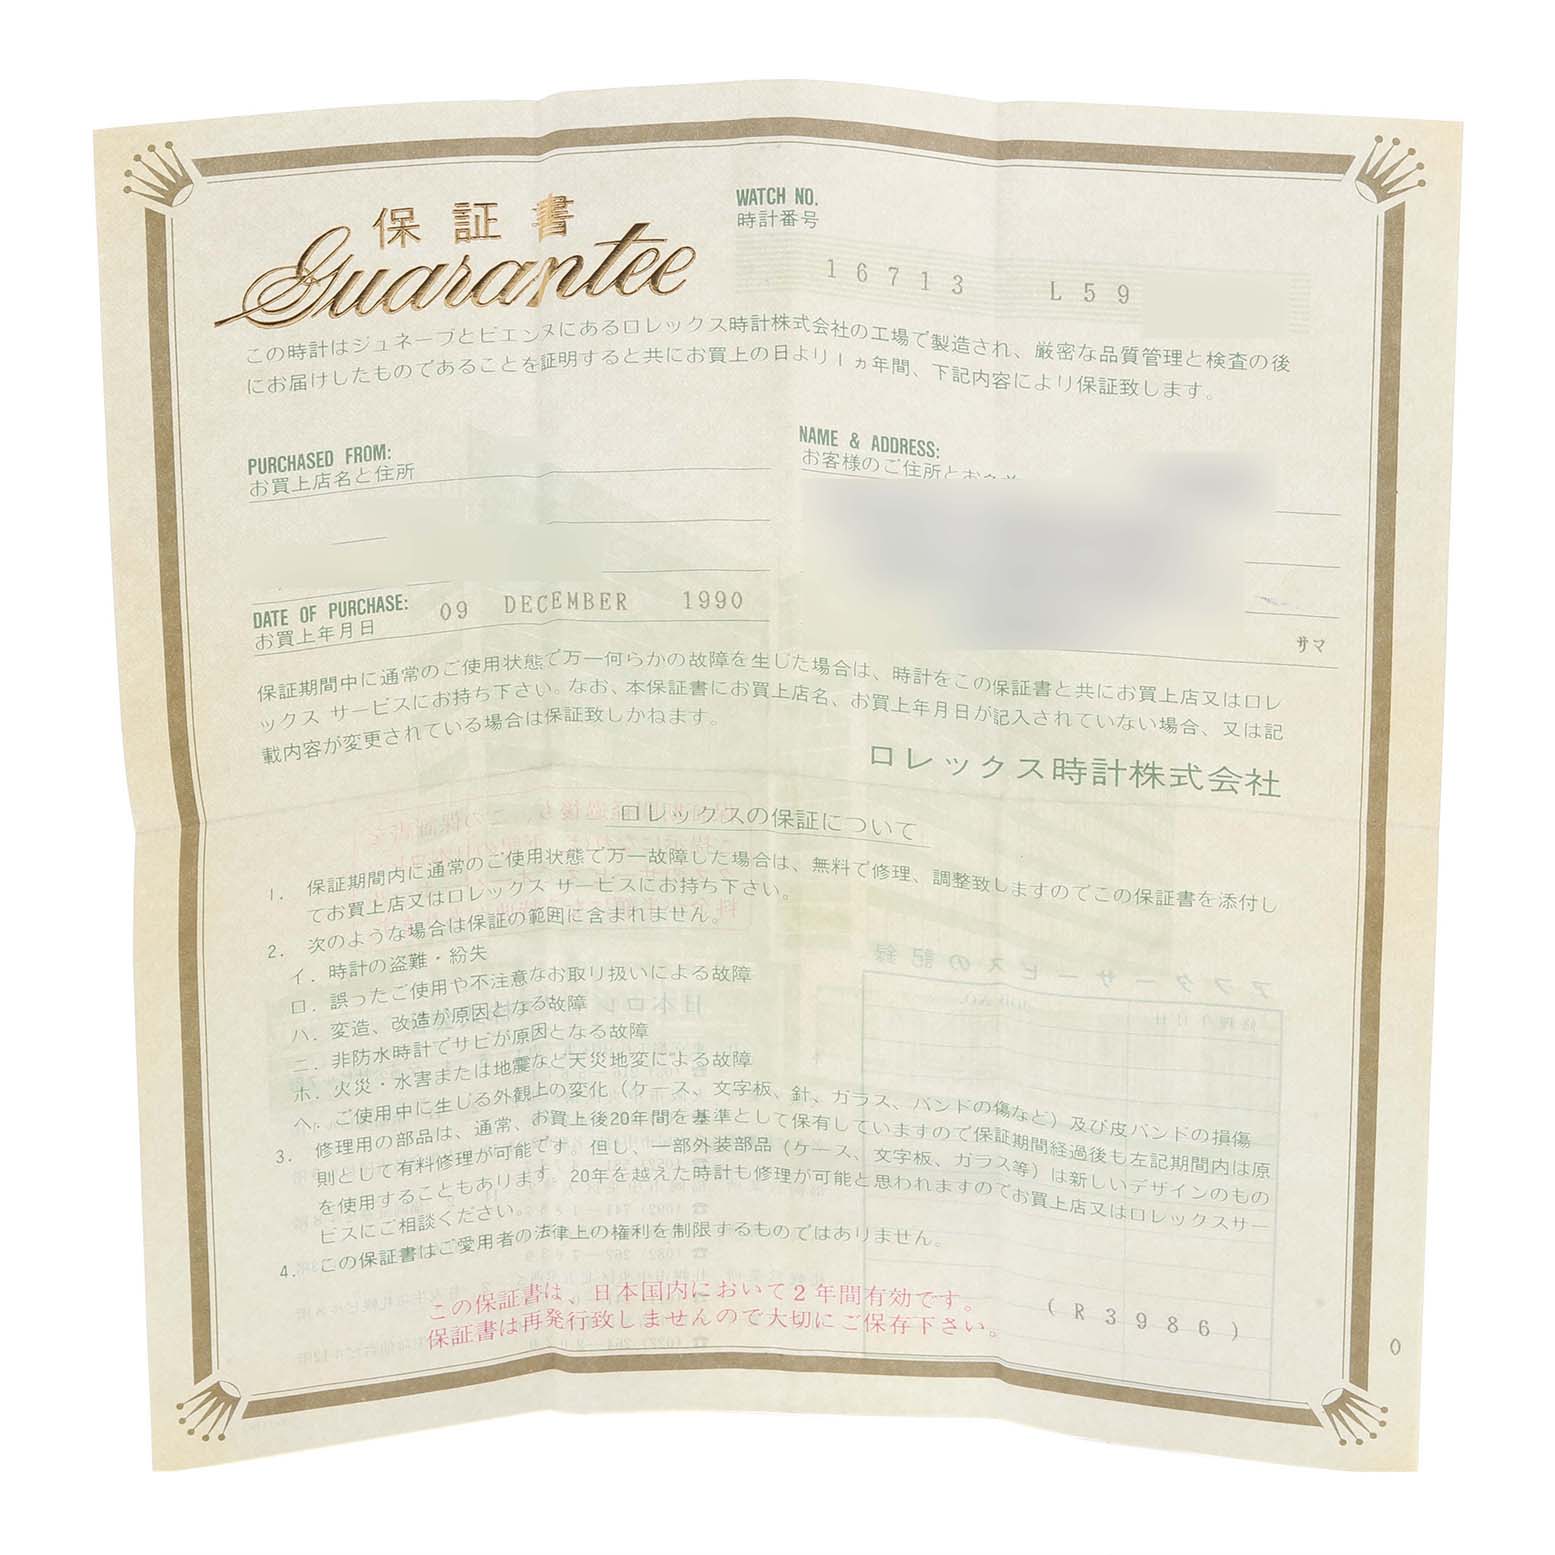 保証書
Guarantee
WATCH NO.
時計番号
16713 L59
この時計はジュネーブとビエンヌにあるロレックス時計株式会社の工場で製造され、厳密な品質管理と検査の後
にお届けしたものであることを証明すると共にお買上の日より1ヵ年間、下記内容により保証致します。
PURCHASED FROM:
お買上店名と住所
NAME & ADDRESS:
お客様のご住所とお
DATE OF PURCHASE: 09 DECEMBER 1990
お買上年月日
サマ
保証期間中に通常のご使用状態で万一何らかの故障を生じた場合は、時計をこの保証書と共にお買上店又はロレ
ックス サービスにお持ち下さい。なお、本保証書にお買上店名、お買上年月日が記入されていない場合、又は記
載内容が変更されている場合は保証致しかねます。
ロレックス時計株式会社
ロレックスの保証について
1. 保証期間内に通常のご使用状態で万一故障した場合は、無料で修理、調整致しますのでこの保証書を添付し
てお買上店又はロレックス サービスにお持ち下さい。
2. 次のような場合は保証の範囲に含まれません。
イ. 時計の盗難・紛失
ロ. 誤ったご使用や不注意なお取り扱いによる故障
ハ. 変造、改造が原因となる故障
ニ. 非防水時計でサビが原因となる故障
ホ. 火災・水害または地震など天災地変による故障
ヘ. ご使用中に生じる外観上の変化（ケース、文字板、針、ガラス、バンドの傷など）及び皮バンドの損傷
3. 修理用の部品は、通常、お買上後20年間を基準として保有していますので保証期間経過後も左記期間内は原
則として有料修理が可能です。但し、一部外装部品（ケース、文字板、ガラス等）は新しいデザインのもの
を使用することもあります。20年を越えた時計も修理が可能と思われますのでお買上店又はロレックスサー
ビスにご相談ください。
4. この保証書はご愛用者の法律上の権利を制限するものではありません。
この保証書は、日本国内において2年間有効です。
保証書は再発行致しませんので大切にご保存下さい。
(R3986)
0